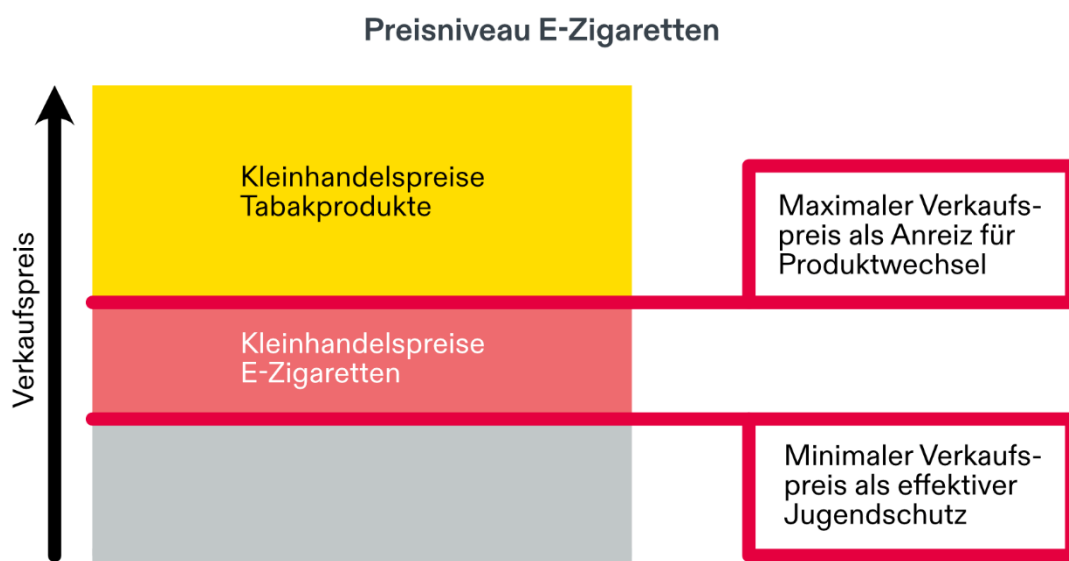 Preisniveau E-Zigaretten
Verkaufspreis
Kleinhandelspreise
Tabakprodukte
Maximaler Verkaufs-
preis als Anreiz für
Produktwechsel
Kleinhandelspreise
E-Zigaretten
Minimaler Verkaufs-
preis als effektiver
Jugendschutz